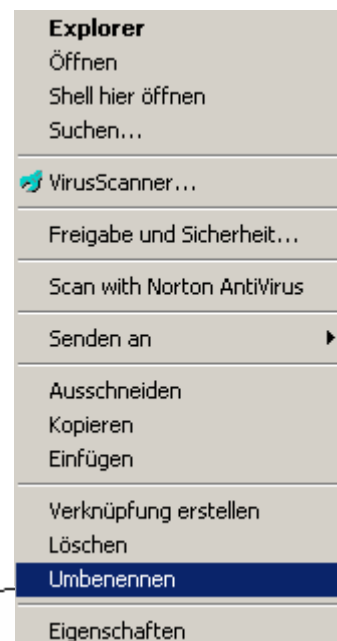 Explorer
Öffnen
Shell hier öffnen
Suchen...
VirusScanner...
Freigabe und Sicherheit...
Scan with Norton AntiVirus
Senden an
Ausschneiden
Kopieren
Einfügen
Verknüpfung erstellen
Löschen
Umbenennen
Eigenschaften